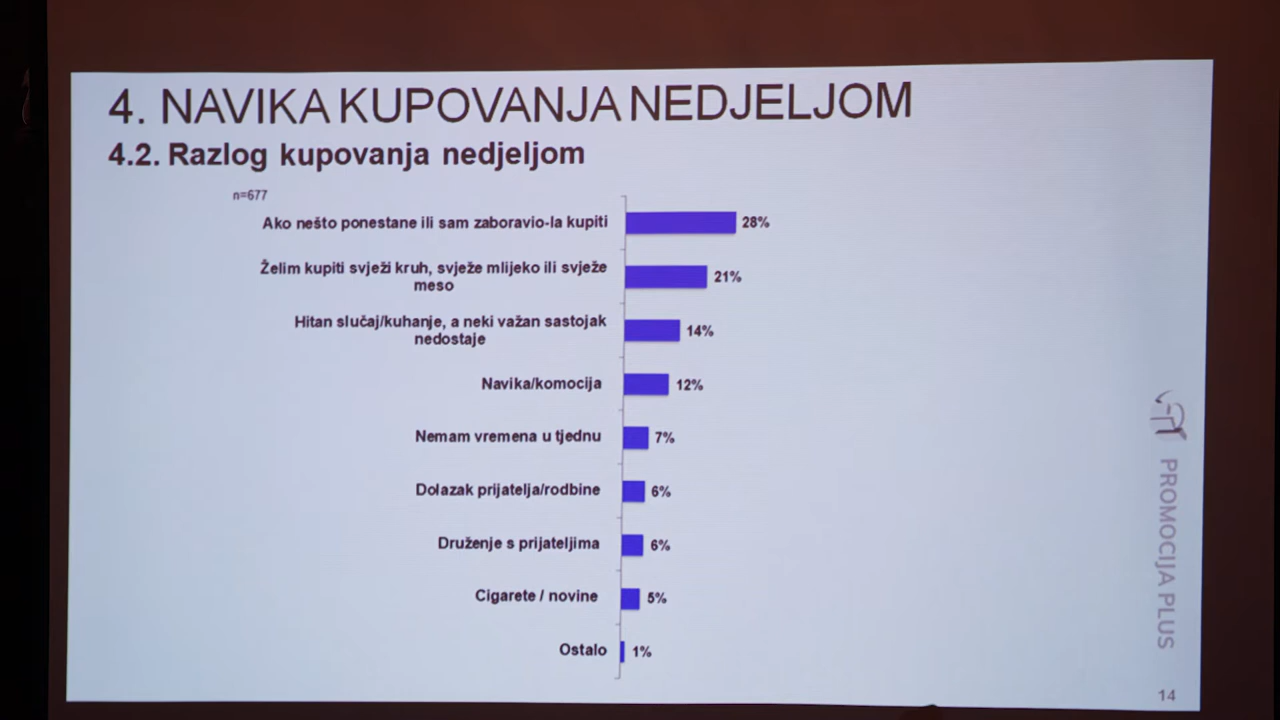 4. NAVIKA KUPOVANJA NEDJELJOM
4.2. Razlog kupovanja nedjeljom
n=677
Ako nešto ponestane ili sam zaboravio-la kupiti 28%
Želim kupiti svježi kruh, svježe mlijeko ili svježe
meso 21%
Hitan slučaj/kuhanje, a neki važan sastojak
nedostaje 14%
Navika/komocija 12%
Nemam vremena u tjednu 7%
Dolazak prijatelja/rodbine 6%
Druženje s prijateljima 6%
Cigarete / novine 5%
Ostalo 1%
PROMOCIJA PLUS
14